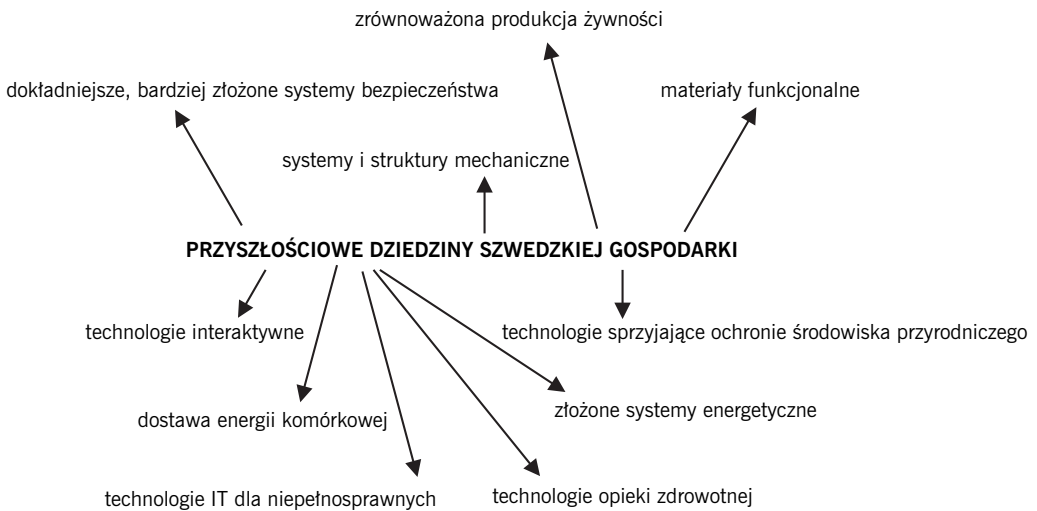 zrównoważona produkcja żywności
dokładniejsze, bardziej złożone systemy bezpieczeństwa
materiały funkcjonalne
systemy i struktury mechaniczne
PRZYSZŁOŚCIOWE DZIEDZINY SZWEDZKIEJ GOSPODARKI
technologie interaktywne
technologie sprzyjające ochronie środowiska przyrodniczego
dostawa energii komórkowej
złożone systemy energetyczne
technologie IT dla niepełnosprawnych
technologie opieki zdrowotnej